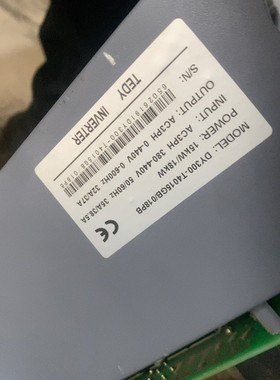 TEDY INVERTER
MODEL: DY300-T4015GB/018PB
POWER: 15kW/18kW
INPUT: AC3PH 380-440V 50/60Hz 35A/38.5A
OUTPUT: AC3PH 0-440V 0-600Hz 32A/37A
S/N: